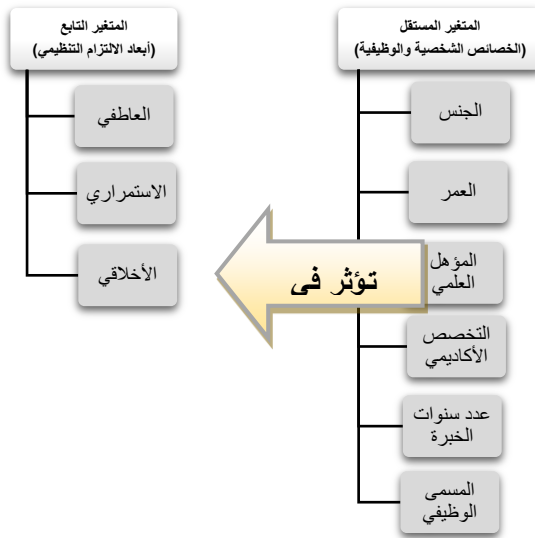 المتغير المستقل
(الخصائص الشخصية والوظيفية)
الجنس
العمر
المؤهل
العلمي
التخصص
الأكاديمي
عدد سنوات
الخبرة
المسمى
الوظيفي
تؤثر في
المتغير التابع
(أبعاد الالتزام التنظيمي)
العاطفي
الاستمراري
الأخلاقي